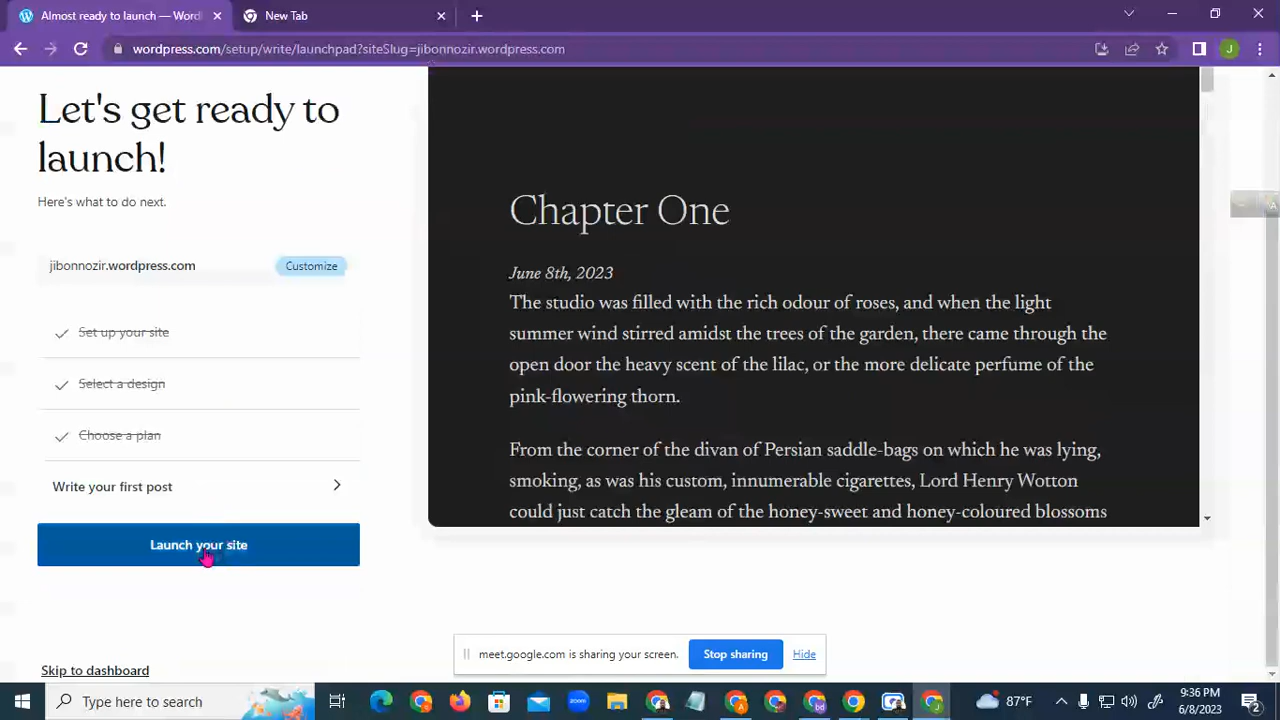 Almost ready to launch — Word
New Tab
wordpress.com/setup/write/launchpad?siteSlug=jibonnozir.wordpress.com
J
Let's get ready to
launch!
Here's what to do next.
jibonnozir.wordpress.com
Customize
Set up your site
Select a design
Choose a plan
Write your first post
Launch your site
Skip to dashboard
Chapter One
June 8th, 2023
The studio was filled with the rich odour of roses, and when the light
summer wind stirred amidst the trees of the garden, there came through the
open door the heavy scent of the lilac, or the more delicate perfume of the
pink-flowering thorn.
From the corner of the divan of Persian saddle-bags on which he was lying,
smoking, as was his custom, innumerable cigarettes, Lord Henry Wotton
could just catch the gleam of the honey-sweet and honey-coloured blossoms
meet.google.com is sharing your screen.
Stop sharing
Hide
Type here to search
zoom
87°F
9:36 PM
6/8/2023
2